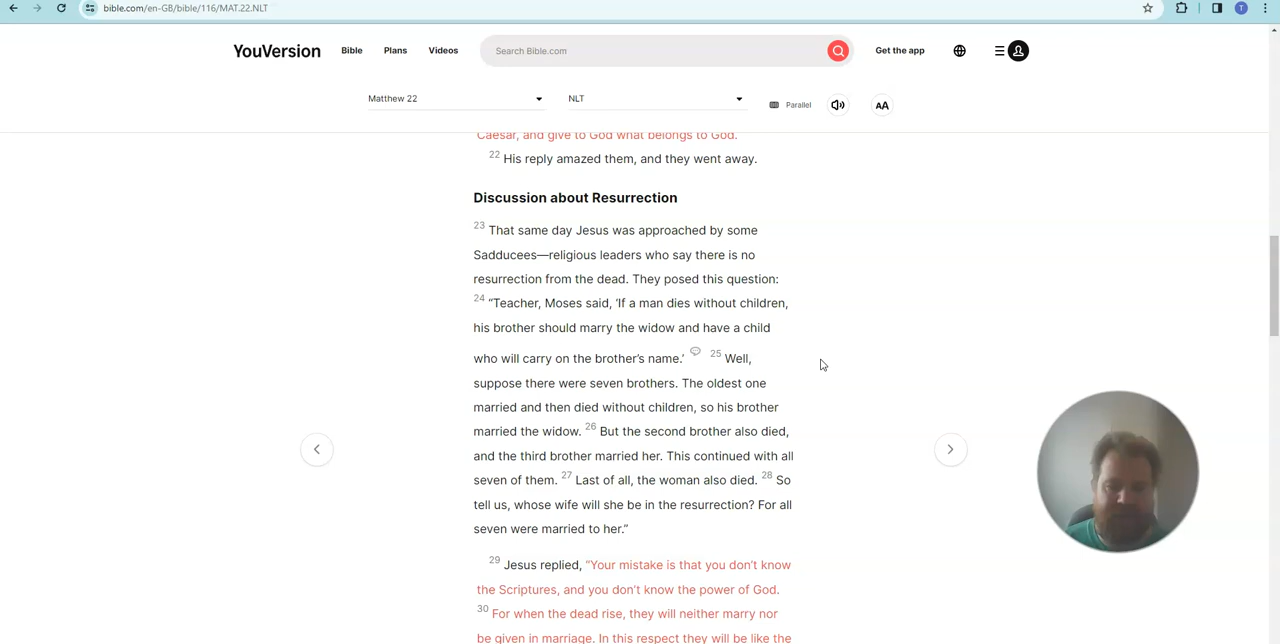 bible.com/en-GB/bible/116/MAT.22.NLT
T
YouVersion Bible Plans Videos Search Bible.com Get the app
Matthew 22 NLT Parallel AA
Caesar, and give to God what belongs to God.
22 His reply amazed them, and they went away.
Discussion about Resurrection
23 That same day Jesus was approached by some
Sadducees—religious leaders who say there is no
resurrection from the dead. They posed this question:
24 “Teacher, Moses said, ‘If a man dies without children,
his brother should marry the widow and have a child
who will carry on the brother’s name.’ 25 Well,
suppose there were seven brothers. The oldest one
married and then died without children, so his brother
married the widow. 26 But the second brother also died,
and the third brother married her. This continued with all
seven of them. 27 Last of all, the woman also died. 28 So
tell us, whose wife will she be in the resurrection? For all
seven were married to her.”
29 Jesus replied, “Your mistake is that you don’t know
the Scriptures, and you don’t know the power of God.
30 For when the dead rise, they will neither marry nor
be given in marriage. In this respect they will be like the